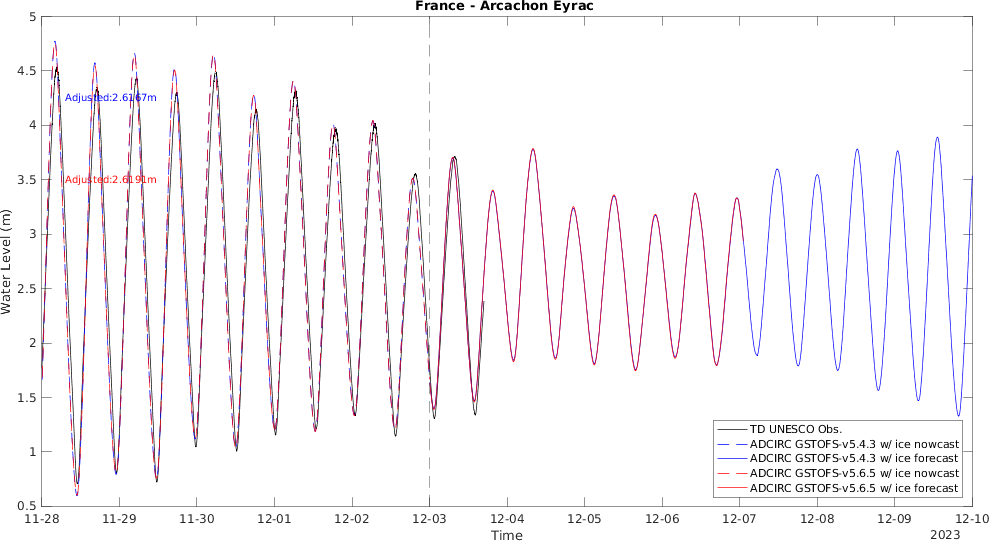 France - Arcachon Eyrac
5
4.5
4
3.5
3
2.5
2
1.5
1
0.5
Water Level (m)
Adjusted:2.6167m
Adjusted:2.6191m
TD UNESCO Obs.
ADCIRC GSTOFS-v5.4.3 w/ ice nowcast
ADCIRC GSTOFS-v5.4.3 w/ ice forecast
ADCIRC GSTOFS-v5.6.5 w/ ice nowcast
ADCIRC GSTOFS-v5.6.5 w/ ice forecast
11-28 11-29 11-30 12-01 12-02 12-03 12-04 12-05 12-06 12-07 12-08 12-09 12-10
Time
2023